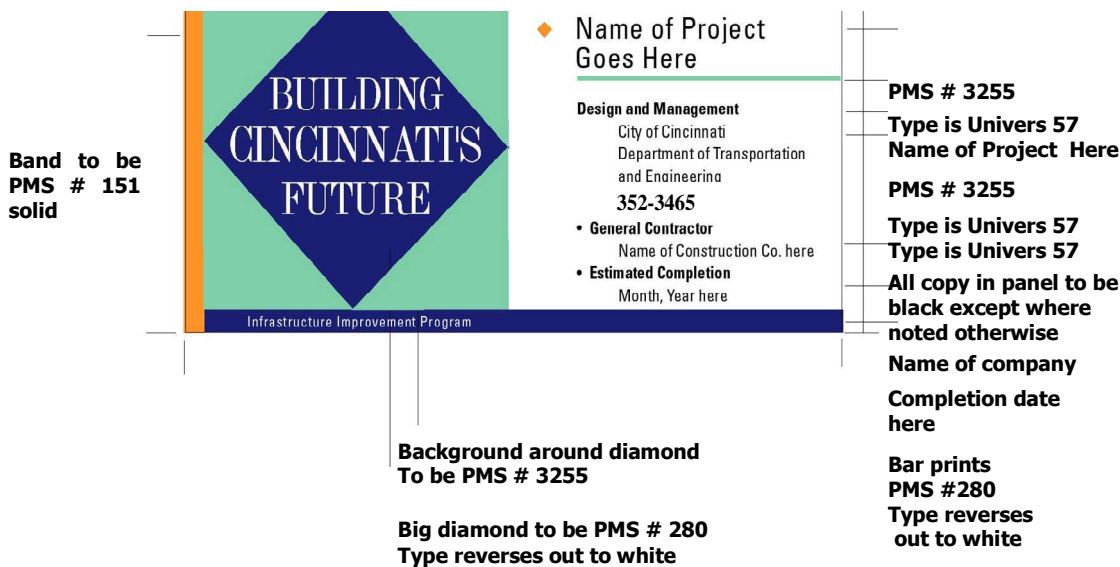 Band to be
PMS # 151
solid
BUILDING
CINCINNATI'S
FUTURE
Name of Project
Goes Here
Design and Management
City of Cincinnati
Department of Transportation
and Engineering
352-3465
• General Contractor
Name of Construction Co. here
• Estimated Completion
Month, Year here
Infrastructure Improvement Program
PMS # 3255
Type is Univers 57
Name of Project Here
PMS # 3255
Type is Univers 57
Type is Univers 57
All copy in panel to be
black except where
noted otherwise
Name of company
Completion date
here
Bar prints
PMS #280
Type reverses
out to white
Background around diamond
To be PMS # 3255
Big diamond to be PMS # 280
Type reverses out to white